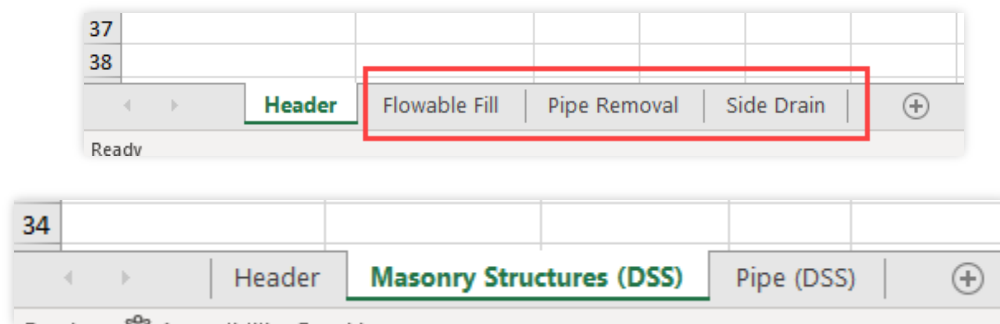 37
38
Header Flowable Fill Pipe Removal Side Drain
Ready
34
Header Masonry Structures (DSS) Pipe (DSS)